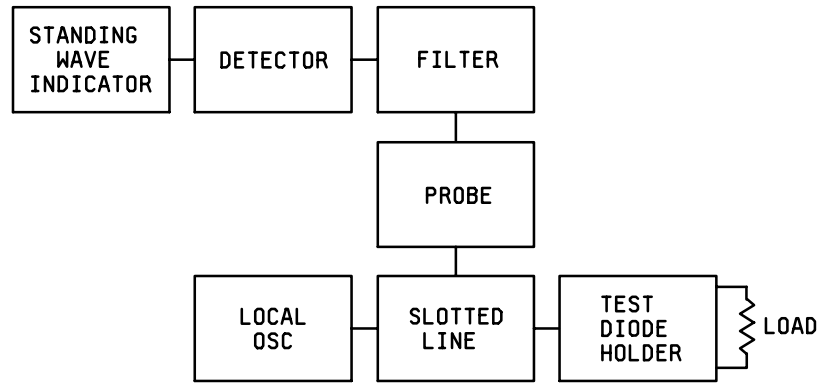 STANDING
WAVE
INDICATOR
DETECTOR
FILTER
PROBE
LOCAL
OSC
SLOTTED
LINE
TEST
DIODE
HOLDER
LOAD